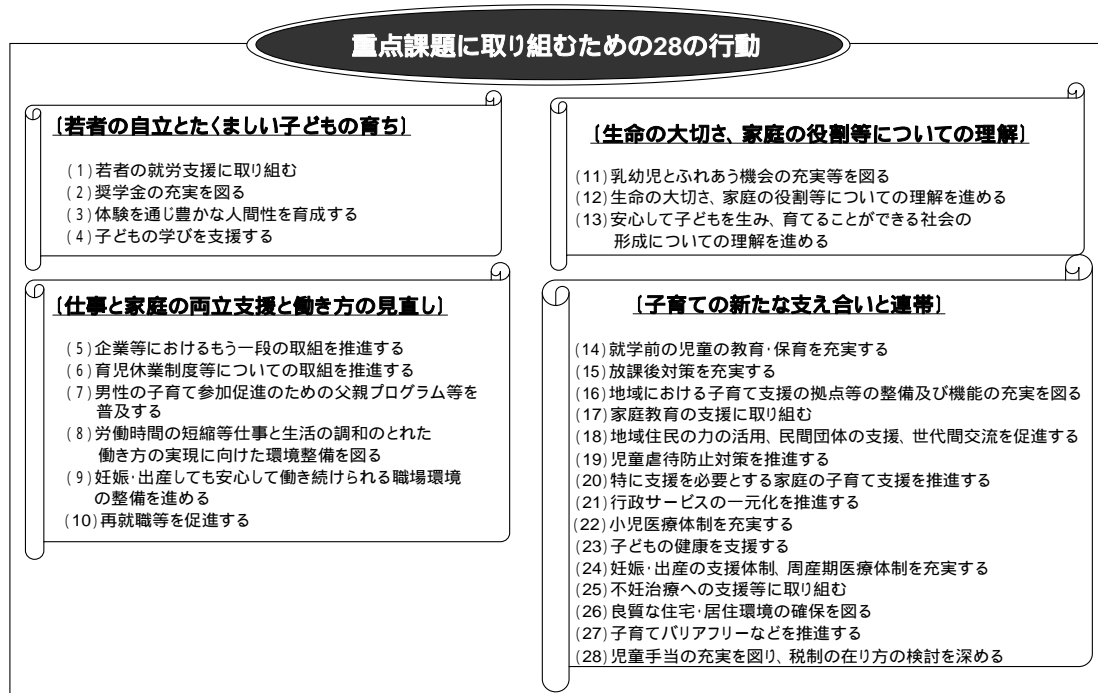 重点課題に取り組むための28の行動
〔若者の自立とたくましい子どもの育ち〕
(1)若者の就労支援に取り組む
(2)奨学金の充実を図る
(3)体験を通じ豊かな人間性を育成する
(4)子どもの学びを支援する
〔仕事と家庭の両立支援と働き方の見直し〕
(5)企業等におけるもう一段の取組を推進する
(6)育児休業制度等についての取組を推進する
(7)男性の子育て参加促進のための父親プログラム等を
普及する
(8)労働時間の短縮等仕事と生活の調和のとれた
働き方の実現に向けた環境整備を図る
(9)妊娠・出産しても安心して働き続けられる職場環境
の整備を進める
(10)再就職等を促進する
〔生命の大切さ、家庭の役割等についての理解〕
(11)乳幼児とふれあう機会の充実等を図る
(12)生命の大切さ、家庭の役割等についての理解を進める
(13)安心して子どもを生み、育てることができる社会の
形成についての理解を進める
〔子育ての新たな支え合いと連帯〕
(14)就学前の児童の教育・保育を充実する
(15)放課後対策を充実する
(16)地域における子育て支援の拠点等の整備及び機能の充実を図る
(17)家庭教育の支援に取り組む
(18)地域住民の力の活用、民間団体の支援、世代間交流を促進する
(19)児童虐待防止対策を推進する
(20)特に支援を必要とする家庭の子育て支援を推進する
(21)行政サービスの一元化を推進する
(22)小児医療体制を充実する
(23)子どもの健康を支援する
(24)妊娠・出産の支援体制、周産期医療体制を充実する
(25)不妊治療への支援等に取り組む
(26)良質な住宅・居住環境の確保を図る
(27)子育てバリアフリーなどを推進する
(28)児童手当の充実を図り、税制の在り方の検討を深める